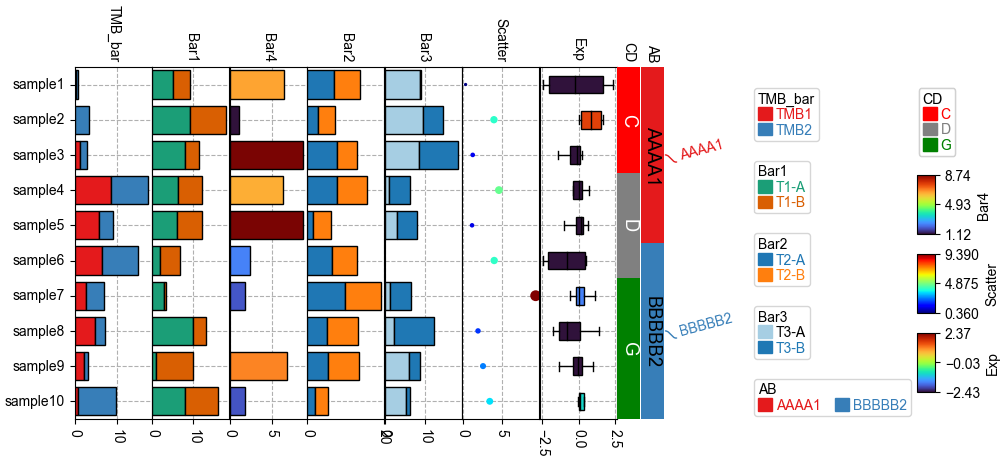 TMB_bar
Bar1
Bar4
Bar2
Bar3
Scatter
Exp
CD
AB
sample1
sample2
sample3
sample4
sample5
sample6
sample7
sample8
sample9
sample10
0
10
0
10
0
5
0
10
20
0
10
0
5
−2.5
0.0
2.5
C
D
G
AAAA1
BBBBB2
AAAA1
BBBBB2
TMB_bar
TMB1
TMB2
Bar1
T1-A
T1-B
Bar2
T2-A
T2-B
Bar3
T3-A
T3-B
AB
AAAA1 BBBBB2
CD
C
D
G
8.74
4.93
1.12
Bar4
9.390
4.875
0.360
Scatter
2.37
−0.03
−2.43
Exp